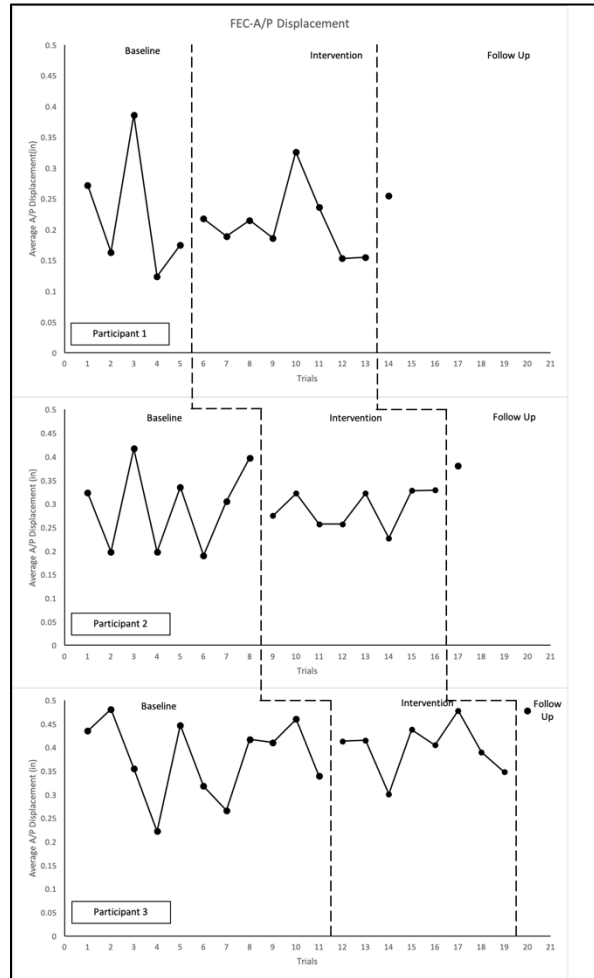 FEC-A/P Displacement
Baseline
Intervention
Follow Up
Average A/P Displacement(in)
0.5
0.45
0.4
0.35
0.3
0.25
0.2
0.15
0.1
0.05
0
Participant 1
0 1 2 3 4 5 6 7 8 9 10 11 12 13 14 15 16 17 18 19 20 21
Trials
Baseline
Intervention
Follow Up
Average A/P Displacement (in)
0.5
0.45
0.4
0.35
0.3
0.25
0.2
0.15
0.1
0.05
0
Participant 2
0 1 2 3 4 5 6 7 8 9 10 11 12 13 14 15 16 17 18 19 20 21
Trials
Baseline
Intervention
Follow
Up
Average A/P Displacement (in)
0.5
0.45
0.4
0.35
0.3
0.25
0.2
0.15
0.1
0.05
0
Participant 3
0 1 2 3 4 5 6 7 8 9 10 11 12 13 14 15 16 17 18 19 20 21
Trials